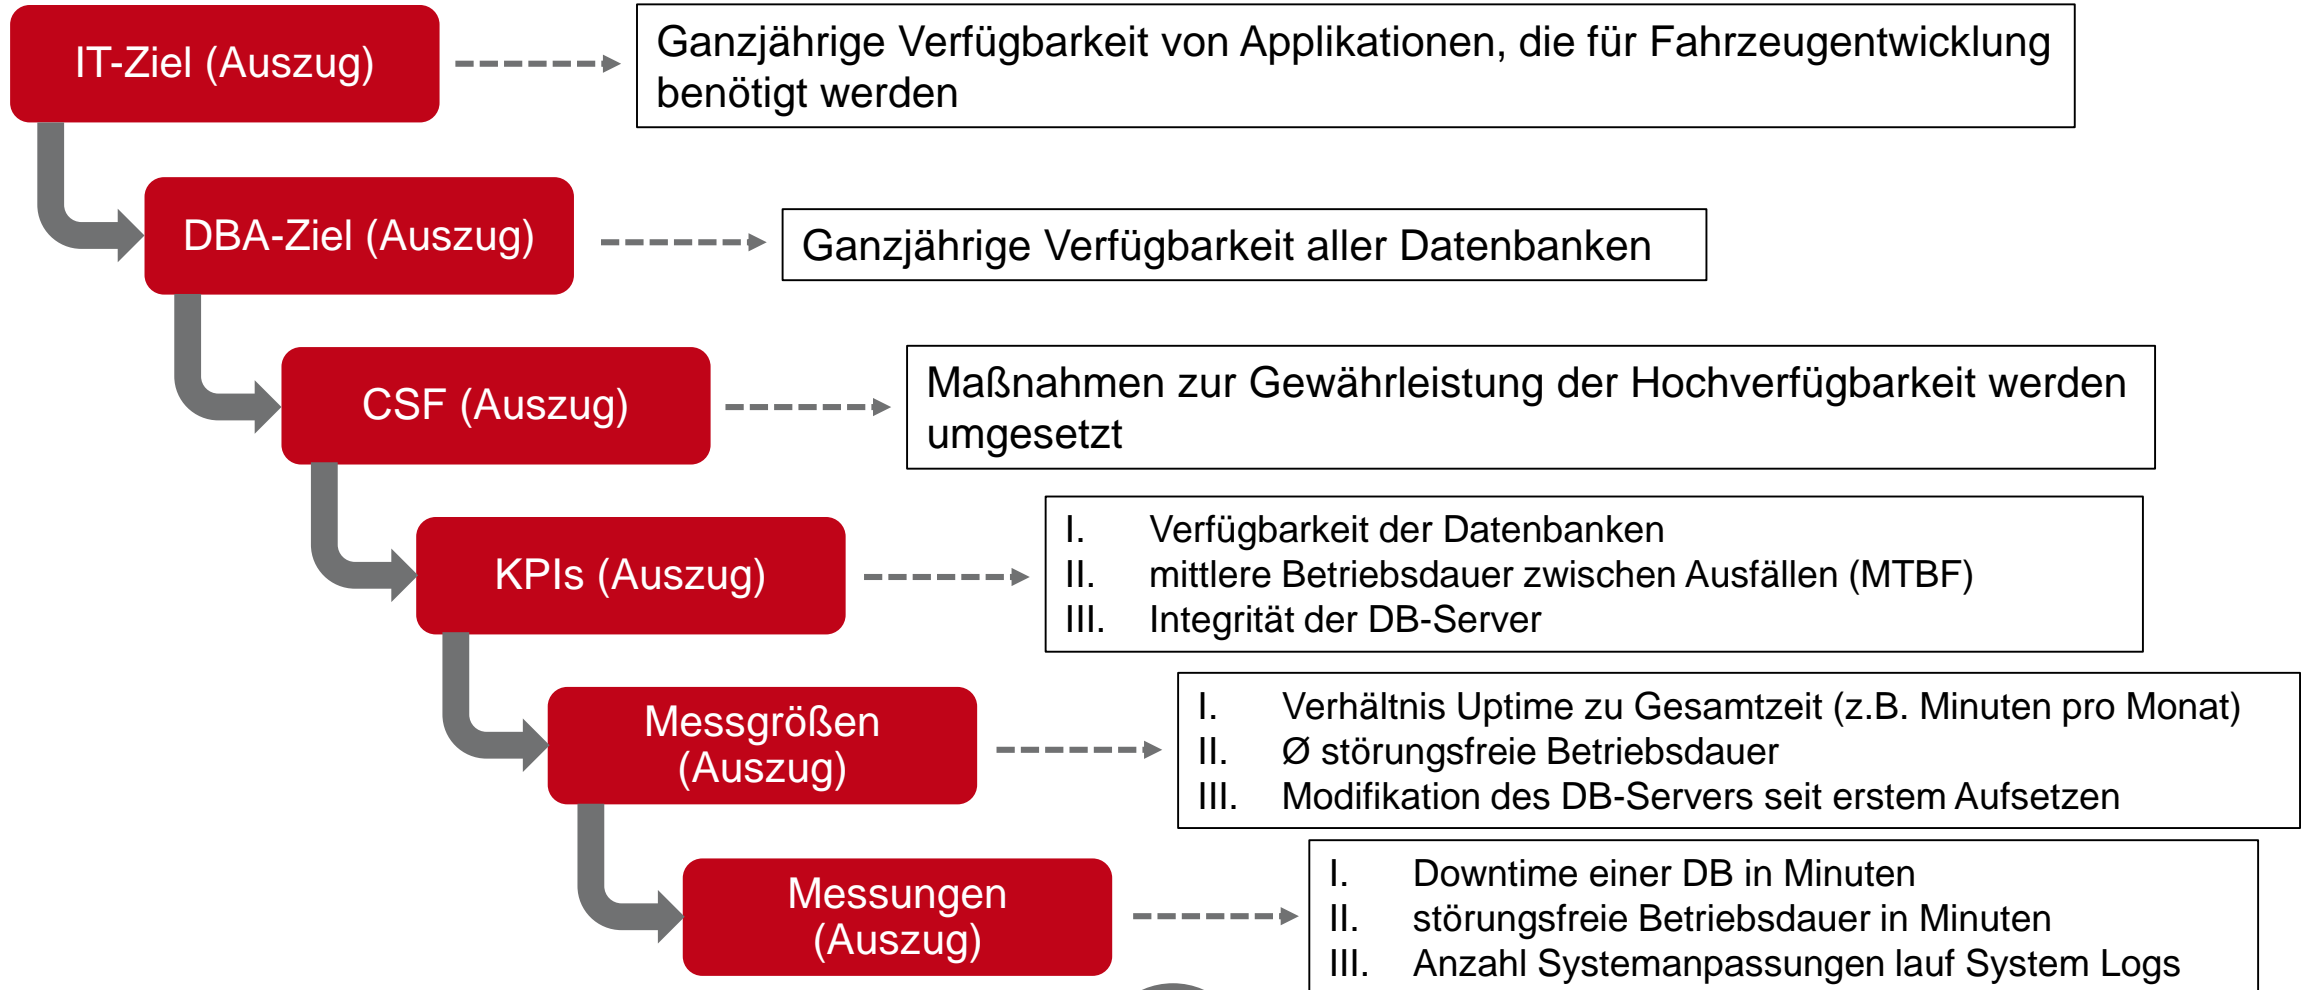 IT-Ziel (Auszug)
Ganzjährige Verfügbarkeit von Applikationen, die für Fahrzeugentwicklung
benötigt werden
DBA-Ziel (Auszug)
Ganzjährige Verfügbarkeit aller Datenbanken
CSF (Auszug)
Maßnahmen zur Gewährleistung der Hochverfügbarkeit werden
umgesetzt
KPIs (Auszug)
I. Verfügbarkeit der Datenbanken
II. mittlere Betriebsdauer zwischen Ausfällen (MTBF)
III. Integrität der DB-Server
Messgrößen
(Auszug)
I. Verhältnis Uptime zu Gesamtzeit (z.B. Minuten pro Monat)
II. Ø störungsfreie Betriebsdauer
III. Modifikation des DB-Servers seit erstem Aufsetzen
Messungen
(Auszug)
I. Downtime einer DB in Minuten
II. störungsfreie Betriebsdauer in Minuten
III. Anzahl Systemanpassungen lauf System Logs